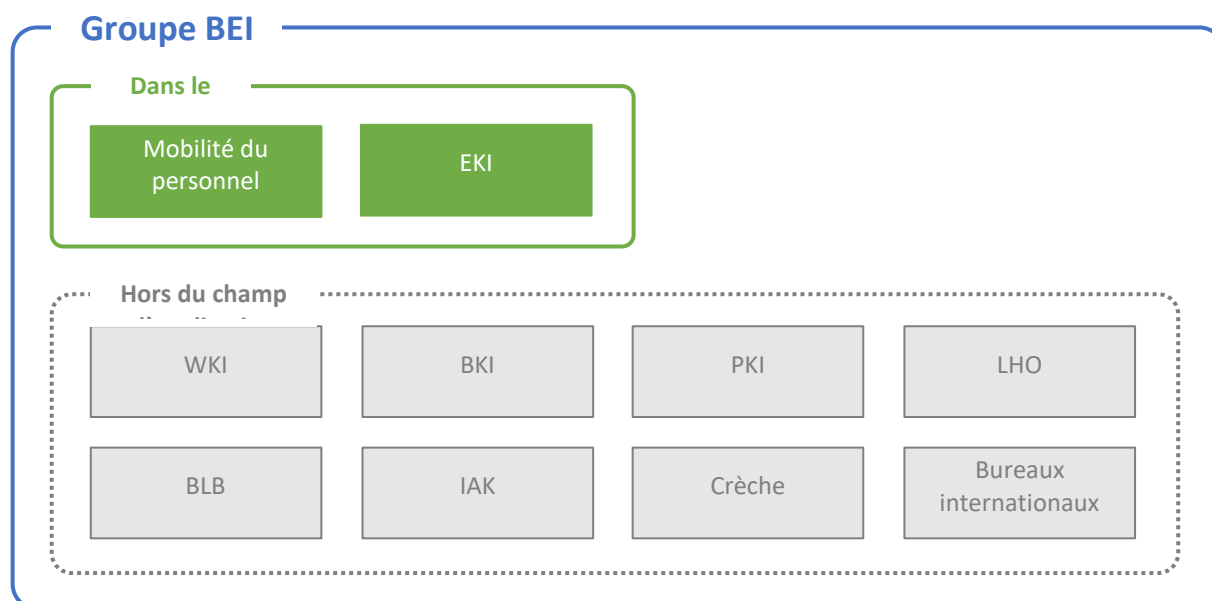 Groupe BEI
Dans le
Mobilité du
personnel
EKI
Hors du champ
WKI
BKI
PKI
LHO
BLB
IAK
Crèche
Bureaux
internationaux